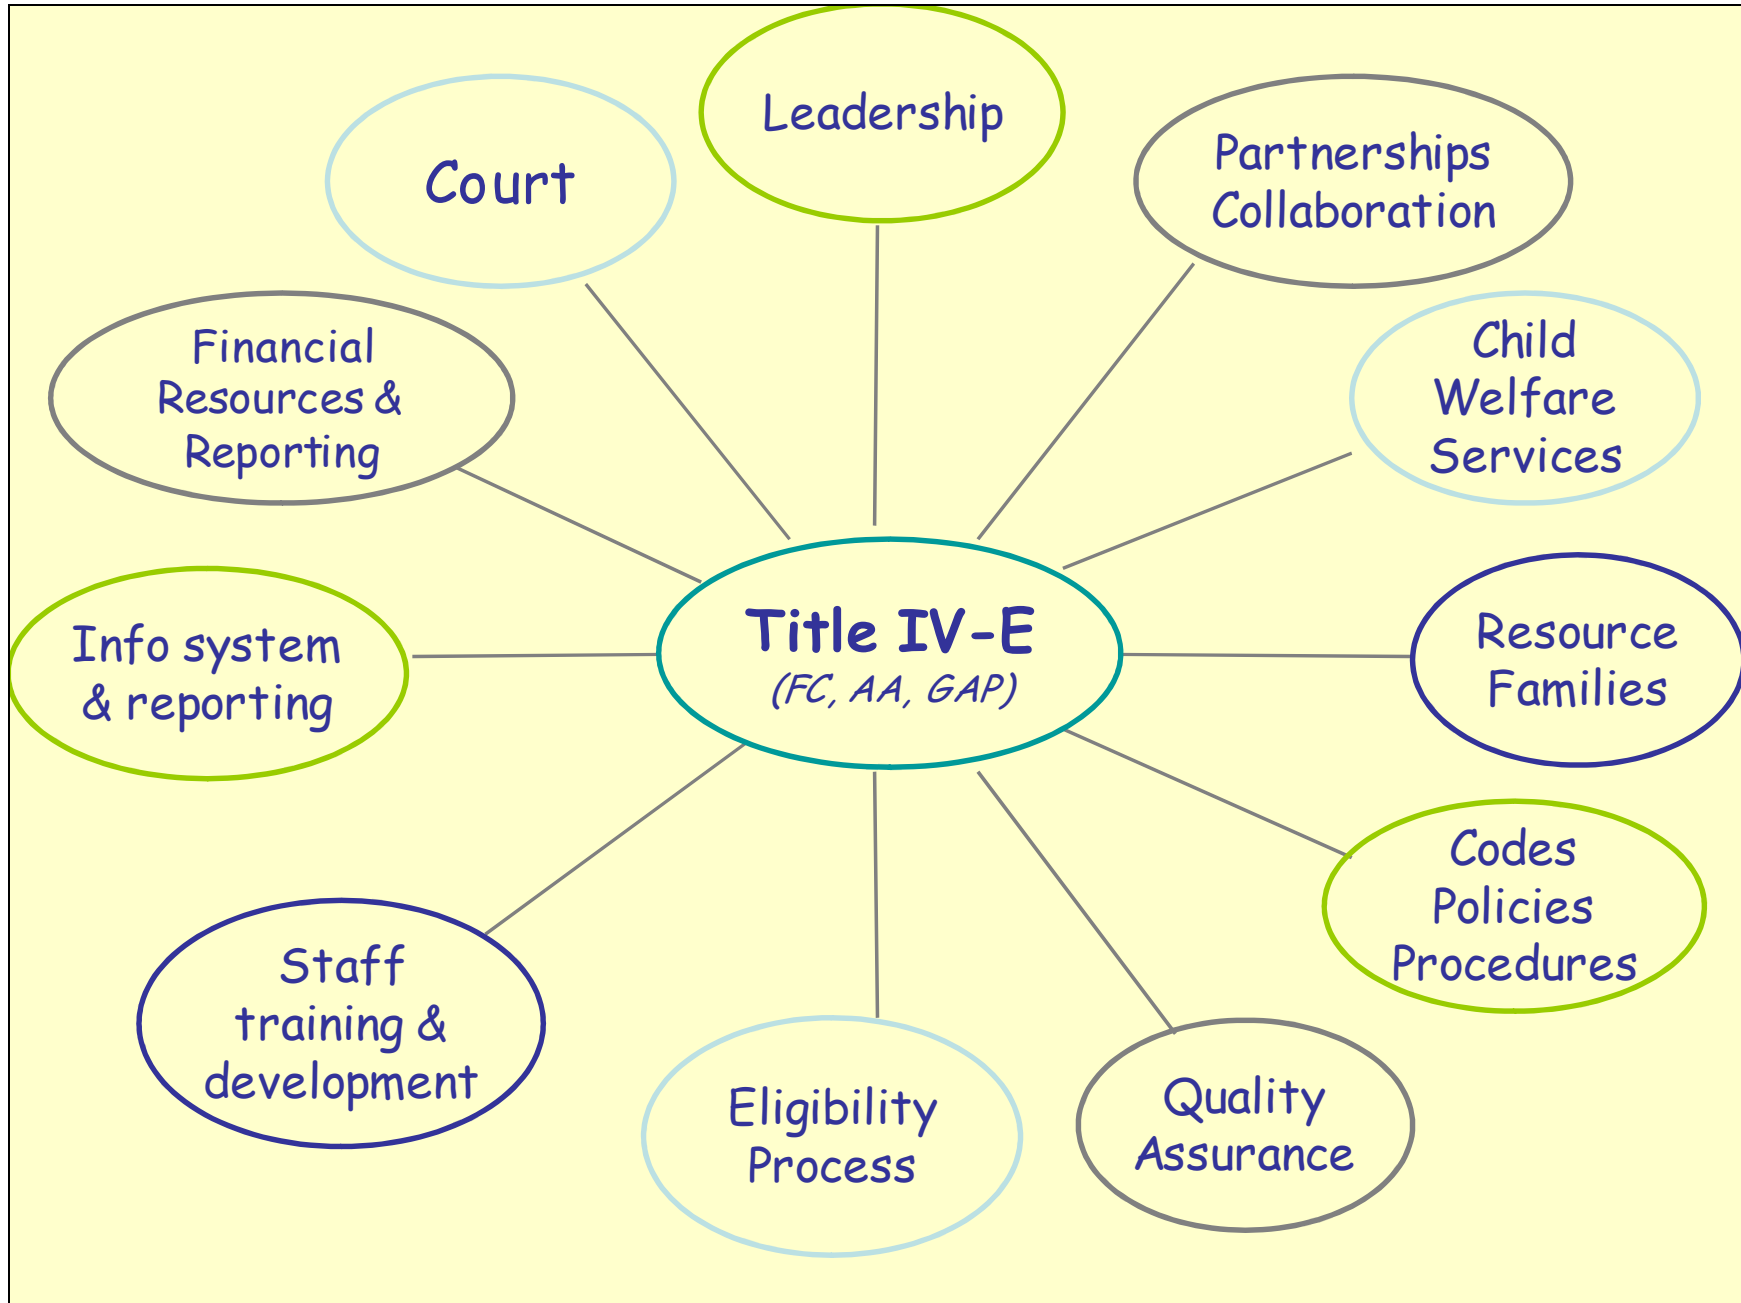 Leadership
Court
Partnerships
Collaboration
Financial
Resources &
Reporting
Child
Welfare
Services
Title IV-E
(FC, AA, GAP)
Info system
& reporting
Resource
Families
Codes
Policies
Procedures
Staff
training &
development
Eligibility
Process
Quality
Assurance